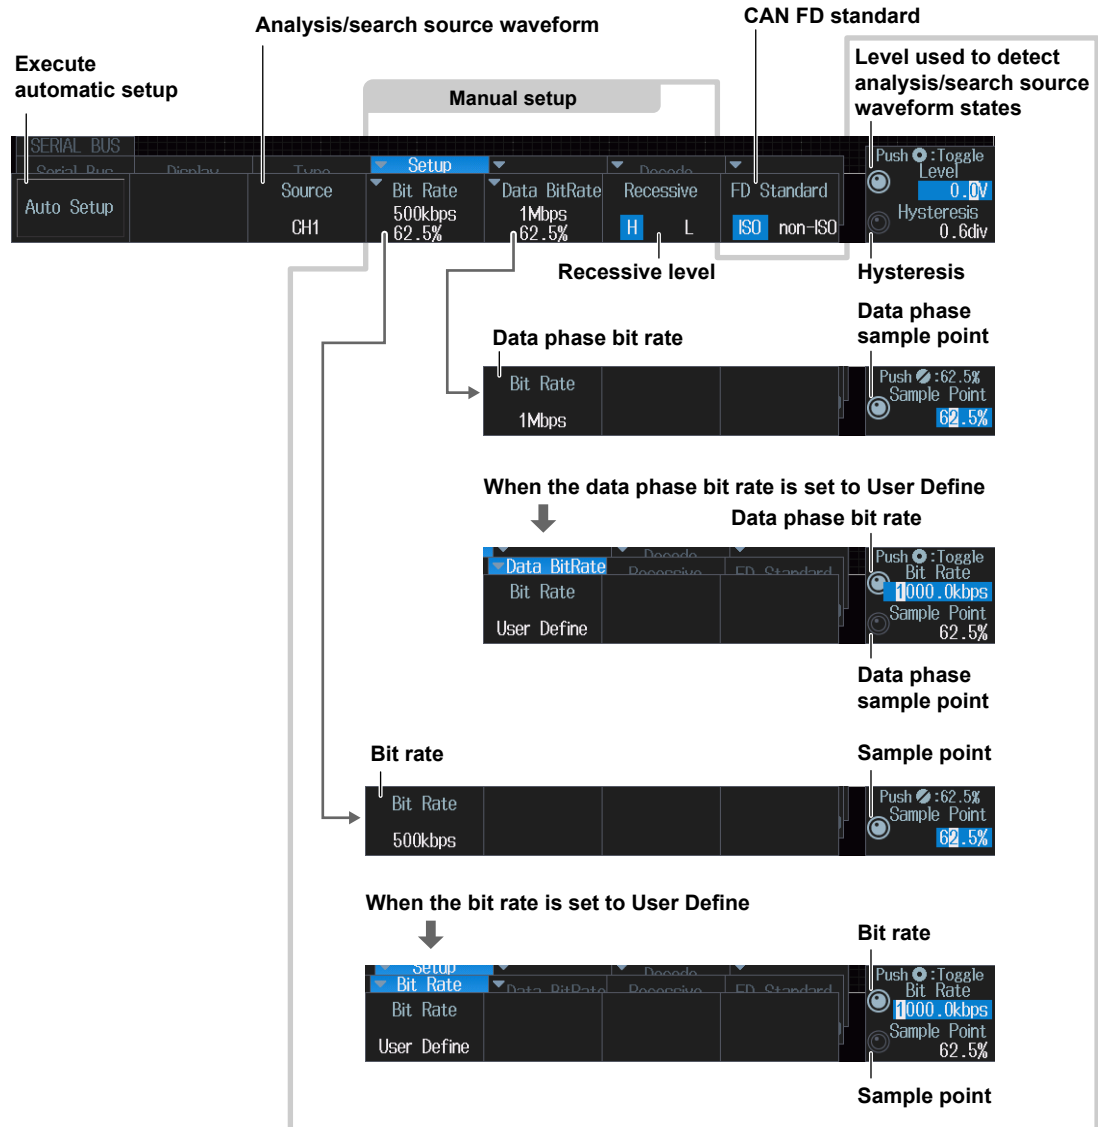 Analysis/search source waveform
CAN FD standard
Execute
automatic setup
Level used to detect
analysis/search source
waveform states
Manual setup
SERIAL BUS
Serial Bus Display Type Setup Decode
Auto Setup
Source
CH1
Bit Rate
500kbps
62.5%
Data BitRate
1Mbps
62.5%
Recessive
H L
FD Standard
ISO non-ISO
Push :Toggle
Level
0.0V
Hysteresis
0.6div
Recessive level
Hysteresis
Data phase
sample point
Data phase bit rate
Bit Rate
1Mbps
Push :62.5%
Sample Point
62.5%
When the data phase bit rate is set to User Define
Data phase bit rate
Decode
Data BitRate Recessive FD Standard
Bit Rate
User Define
Push :Toggle
Bit Rate
1000.0kbps
Sample Point
62.5%
Data phase
sample point
Bit rate
Sample point
Bit Rate
500kbps
Push :62.5%
Sample Point
62.5%
When the bit rate is set to User Define
Bit rate
Setup Decode
Bit Rate Data BitRate Recessive FD Standard
Bit Rate
User Define
Push :Toggle
Bit Rate
1000.0kbps
Sample Point
62.5%
Sample point